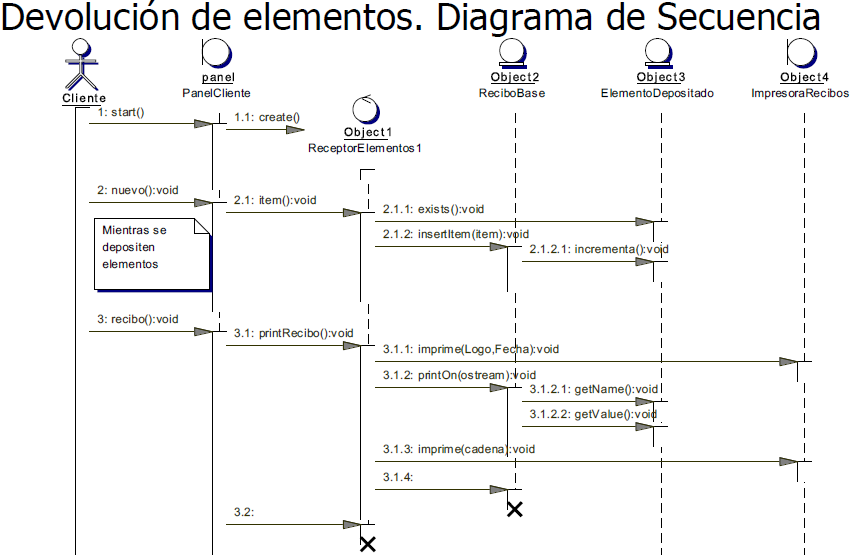 Devolución de elementos. Diagrama de Secuencia
Cliente
panel
PanelCliente
Object1
ReceptorElementos1
Object2
ReciboBase
Object3
ElementoDepositado
Object4
ImpresoraRecibos
1: start()
1.1: create()
2: nuevo():void
2.1: item():void
2.1.1: exists():void
2.1.2: insertItem(item):void
2.1.2.1: incrementa():void
Mientras se
depositen
elementos
3: recibo():void
3.1: printRecibo():void
3.1.1: imprime(Logo,Fecha):void
3.1.2: printOn(ostream):void
3.1.2.1: getName():void
3.1.2.2: getValue():void
3.1.3: imprime(cadena):void
3.1.4:
3.2: